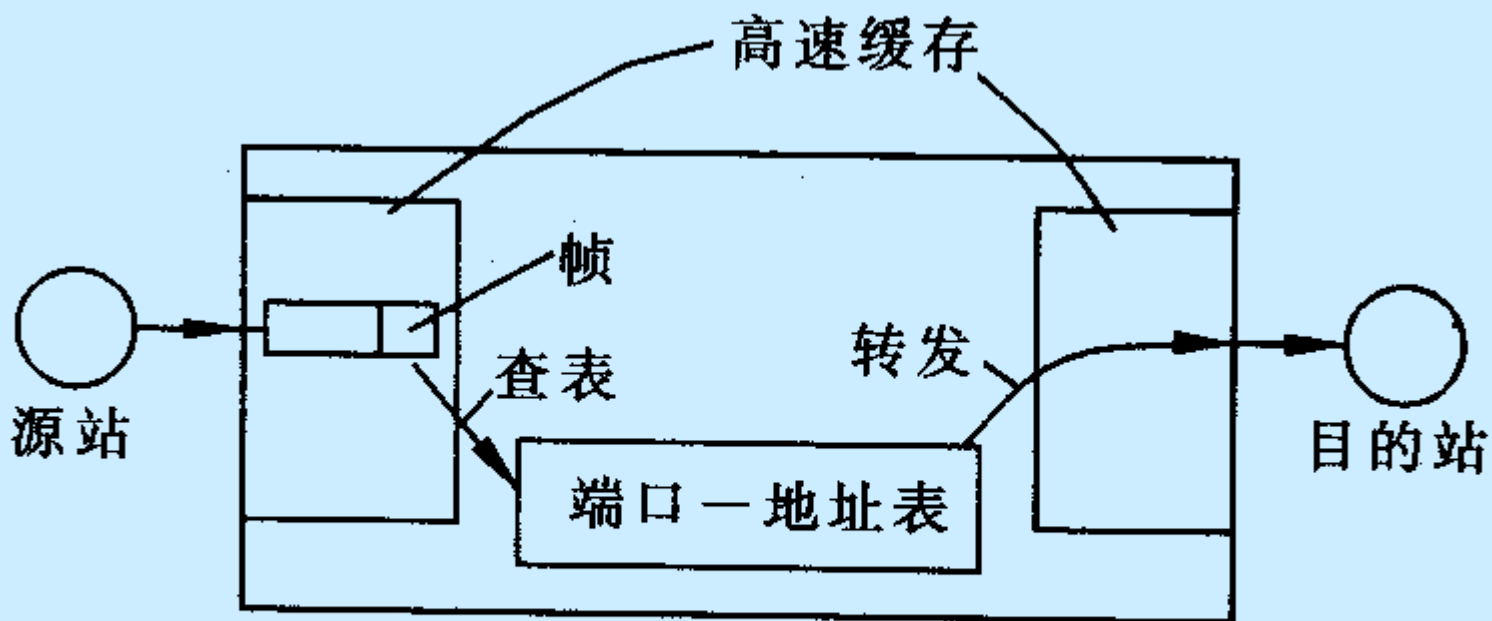 高速缓存
帧
查表
转发
源站
目的站
端口－地址表